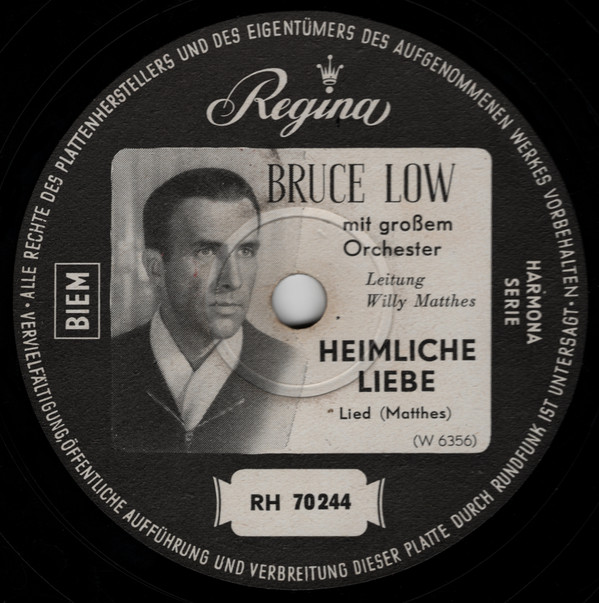 ALLE RECHTE DES PLATTENHERSTELLERS UND DES EIGENTÜMERS DES AUFGENOMMENEN WERKES VORBEHALTEN · HARMONA SERIE
Regina
BRUCE LOW
mit großem
Orchester
Leitung
Willy Matthes
BIEM
HEIMLICHE
LIEBE
Lied (Matthes)
(W 6356)
RH 70244
VERVIELFÄLTIGUNG, ÖFFENTLICHE AUFFÜHRUNG UND VERBREITUNG DIESER PLATTE DURCH RUNDFUNK IST UNTERSAGT ·